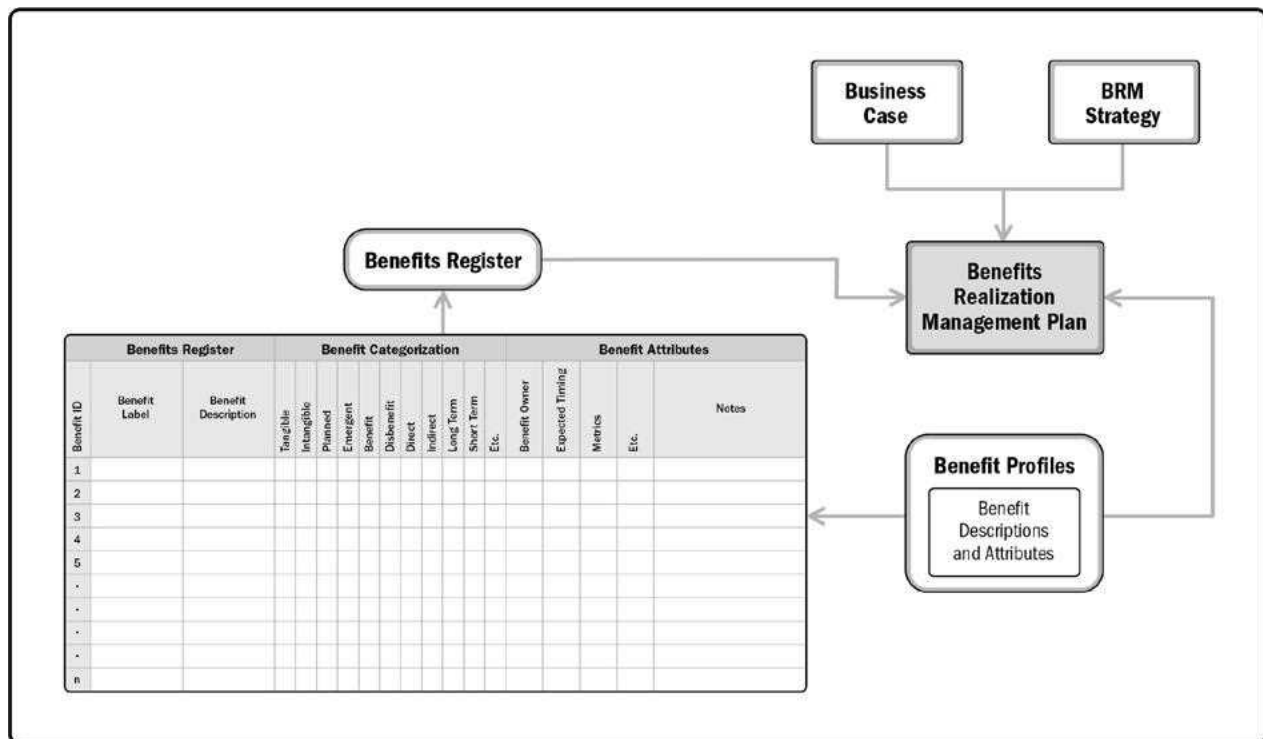 Business
Case
BRM
Strategy
Benefits Register
Benefits
Realization
Management Plan
Benefits Register
Benefit Categorization
Benefit Attributes
Benefit ID
Benefit
Label
Benefit
Description
Tangible
Intangible
Planned
Emergent
Benefit
Disbenefit
Direct
Indirect
Long Term
Short Term
Etc.
Benefit Owner
Expected Timing
Metrics
Etc.
Notes
1
2
3
4
5
.
.
.
.
n
Benefit Profiles
Benefit
Descriptions
and Attributes